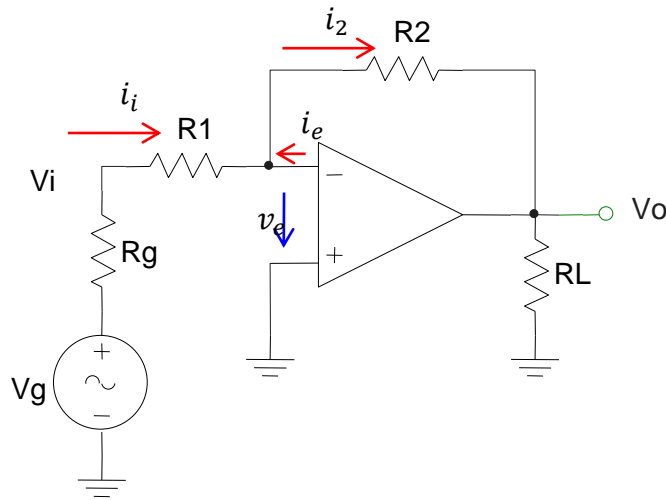 i₂
R2
iᵢ
R1
iₑ
Vi
−
vₑ
+
Vo
Rg
RL
+
Vg
−